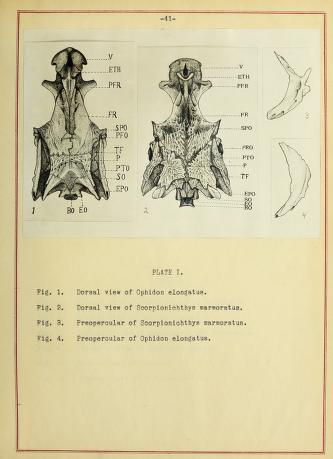 -41-
V
ETH
PFR
FR
SPO
PFO
TF
P
PTO
SO
EPO
BO EO
1
V
ETH
PFR
FR
SPO
PTO
P
TF
EPO
SO
EO
BO
2
3
4
PLATE I.
Fig. 1. Dorsal view of Ophidon elongatus.
Fig. 2. Dorsal view of Scorpionichthys marmoratus.
Fig. 3. Preopercular of Scorpionichthys marmoratus.
Fig. 4. Preopercular of Ophidon elongatus.